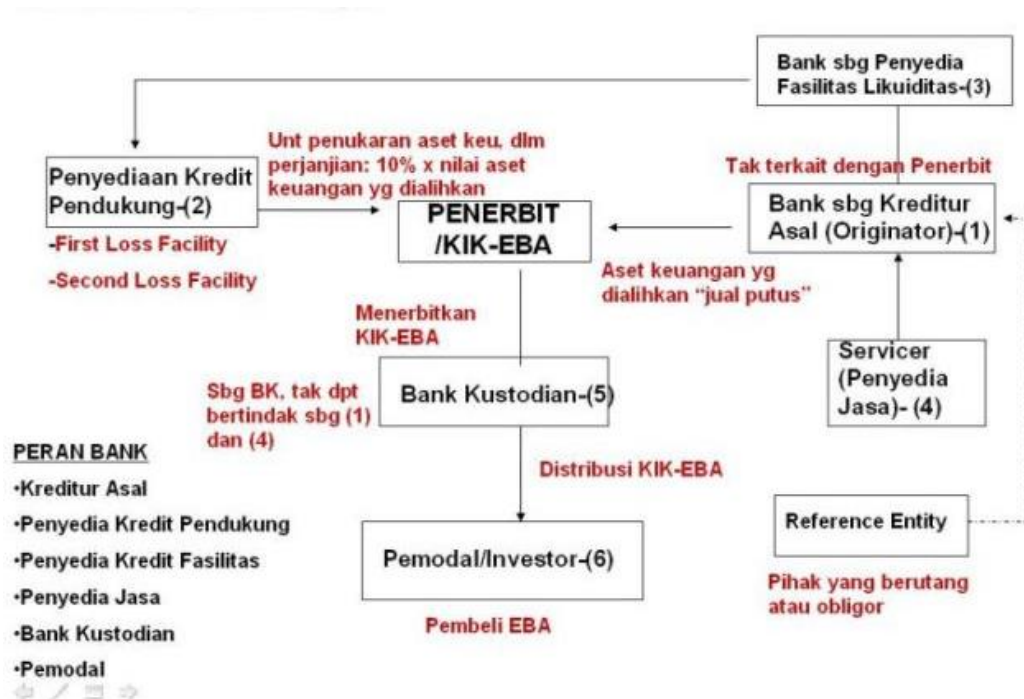 Bank sbg Penyedia
Fasilitas Likuiditas-(3)
Unt penukaran aset keu, dlm
perjanjian: 10% x nilai aset
keuangan yg dialihkan
Tak terkait dengan Penerbit
Penyediaan Kredit
Pendukung-(2)
PENERBIT
/KIK-EBA
Bank sbg Kreditur
Asal (Originator)-(1)
-First Loss Facility
-Second Loss Facility
Aset keuangan yg
dialihkan “jual putus”
Menerbitkan
KIK-EBA
Servicer
(Penyedia
Jasa)- (4)
Sbg BK, tak dpt
bertindak sbg (1)
dan (4)
Bank Kustodian-(5)
Distribusi KIK-EBA
PERAN BANK
•Kreditur Asal
•Penyedia Kredit Pendukung
•Penyedia Kredit Fasilitas
•Penyedia Jasa
•Bank Kustodian
•Pemodal
Pemodal/Investor-(6)
Pembeli EBA
Reference Entity
Pihak yang berutang
atau obligor